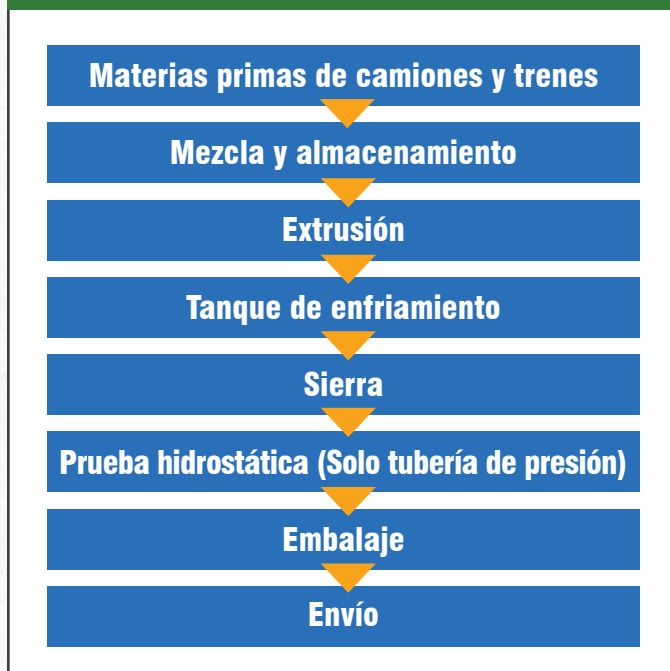 Materias primas de camiones y trenes
Mezcla y almacenamiento
Extrusión
Tanque de enfriamiento
Sierra
Prueba hidrostática (Solo tubería de presión)
Embalaje
Envío